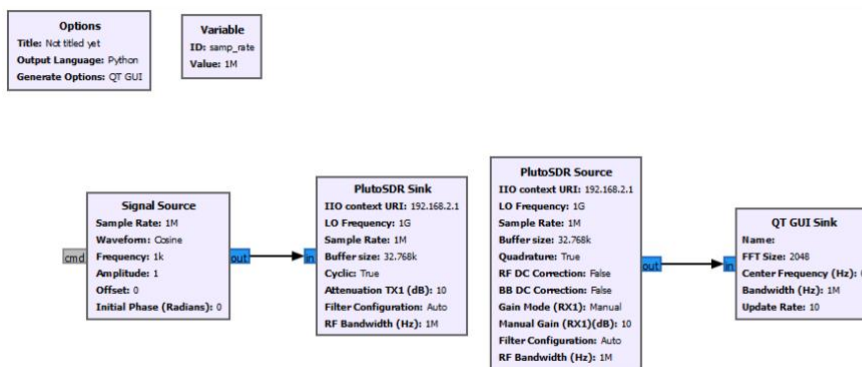 Options
Title: Not titled yet
Output Language: Python
Generate Options: QT GUI
Variable
ID: samp_rate
Value: 1M
Signal Source
Sample Rate: 1M
Waveform: Cosine
Frequency: 1k
Amplitude: 1
Offset: 0
Initial Phase (Radians): 0
cmd
out
PlutoSDR Sink
IIO context URI: 192.168.2.1
LO Frequency: 1G
Sample Rate: 1M
Buffer size: 32.768k
Cyclic: True
Attenuation TX1 (dB): 10
Filter Configuration: Auto
RF Bandwidth (Hz): 1M
in
PlutoSDR Source
IIO context URI: 192.168.2.1
LO Frequency: 1G
Sample Rate: 1M
Buffer size: 32.768k
Quadrature: True
RF DC Correction: False
BB DC Correction: False
Gain Mode (RX1): Manual
Manual Gain (RX1)(dB): 10
Filter Configuration: Auto
RF Bandwidth (Hz): 1M
out
in
QT GUI Sink
Name:
FFT Size: 2048
Center Frequency (Hz):
Bandwidth (Hz): 1M
Update Rate: 10